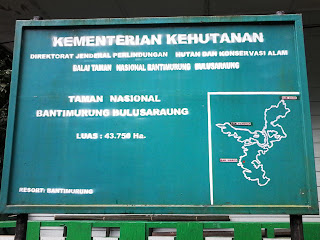 KEMENTERIAN KEHUTANAN
DIREKTORAT JENDERAL PERLINDUNGAN HUTAN DAN KONSERVASI ALAM
BALAI TAMAN NASIONAL BANTIMURUNG BULUSARAUNG
TAMAN NASIONAL
BANTIMURUNG BULUSARAUNG
LUAS : 43.750 Ha.
RESORT: BANTIMURUNG